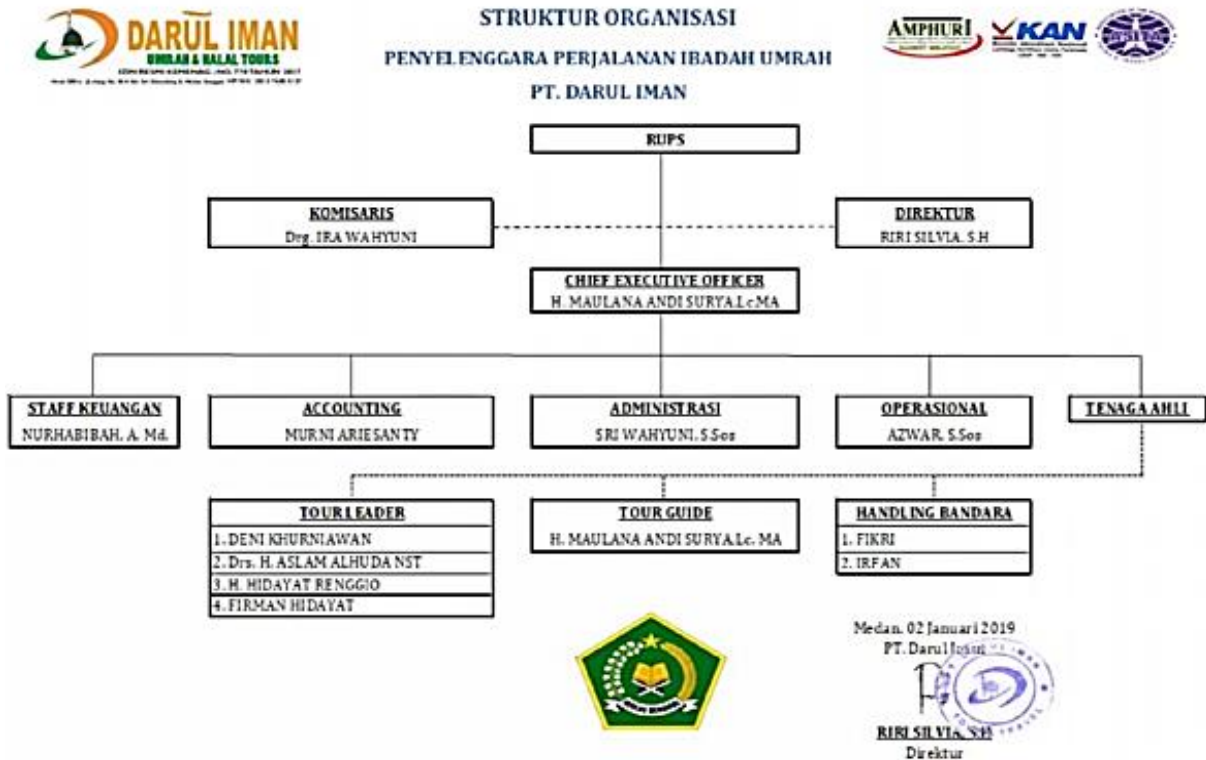 DARUL IMAN
UMRAH & HALAL TOURS
STRUKTUR ORGANISASI
PENYELENGGARA PERJALANAN IBADAH UMRAH
PT. DARUL IMAN
AMPHURI
KAN
RUPS
KOMISARIS
Drg. IRA WAHYUNI
DIREKTUR
RIRI SILVIA. S.H
CHIEF EXECUTIVE OFFICER
H. MAULANA ANDI SURYA.Lc.MA
STAFF KEUANGAN
NURHABIBAH. A. Md.
ACCOUNTING
MURNI ARIESANTY
ADMINISTRASI
SRI WAHYUNI. S.Sos
OPERASIONAL
AZWAR. S.Sos
TENAGA AHLI
TOUR LEADER
1. DENI KHURNIAWAN
2. Drs. H. ASLAM ALHUDA NST
3. H. HIDAYAT RENGGIO
4. FIRMAN HIDAYAT
TOUR GUIDE
H. MAULANA ANDI SURYA.Lc. MA
HANDLING BANDARA
1. FIKRI
2. IRFAN
Medan. 02 Januari 2019
PT. Darul
RIRI SILVIA,
Direktur